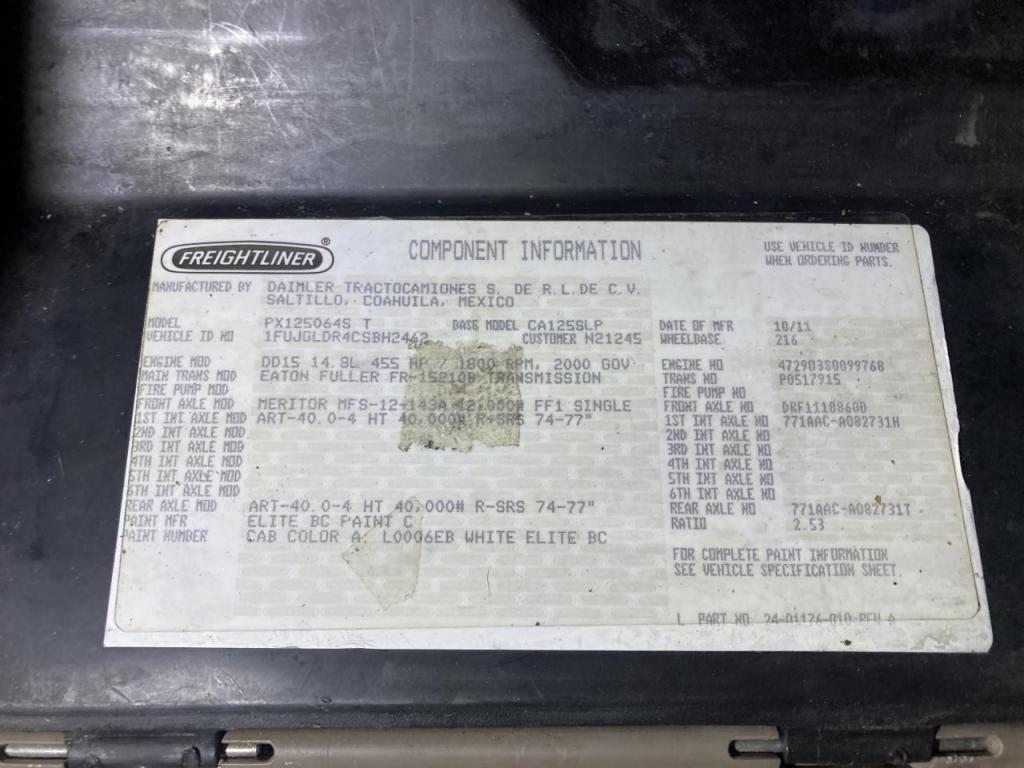 FREIGHTLINER®
COMPONENT INFORMATION
USE VEHICLE ID NUMBER
WHEN ORDERING PARTS.
MANUFACTURED BY DAIMLER TRACTOCAMIONES S. DE R.L. DE C.V.
SALTILLO, COAHUILA, MEXICO
MODEL PX125064S T BASE MODEL CA125SLP DATE OF MFR 10/11
VEHICLE ID NO 1FUJGLDR4CSBH2462 CUSTOMER N21245 WHEELBASE 216
ENGINE MOD DD15 14.8L 455 HP / 1800 RPM, 2000 GOV ENGINE NO 472903S0099768
MAIN TRANS MOD EATON FULLER FR-15210B TRANSMISSION TRANS NO P0517915
FIRE PUMP MOD FIRE PUMP NO
FRONT AXLE MOD MERITOR MFS-12-143A 12,000# FF1 SINGLE FRONT AXLE NO
1ST INT AXLE MOD ART-40.0-4 HT 40,000# R-SRS 74-77" 1ST INT AXLE NO 771AAC-A082731H
2ND INT AXLE MOD 2ND INT AXLE NO
3RD INT AXLE MOD 3RD INT AXLE NO
4TH INT AXLE MOD 4TH INT AXLE NO
5TH INT AXLE MOD 5TH INT AXLE NO
6TH INT AXLE MOD 6TH INT AXLE NO
REAR AXLE MOD ART-40.0-4 HT 40,000# R-SRS 74-77" REAR AXLE NO 771AAC-A082731T
PAINT MFR ELITE BC PAINT C RATIO 2.53
PAINT NUMBER CAB COLOR A: L0006EB WHITE ELITE BC
FOR COMPLETE PAINT INFORMATION
SEE VEHICLE SPECIFICATION SHEET.
PART NO 24-01176-010 REV A